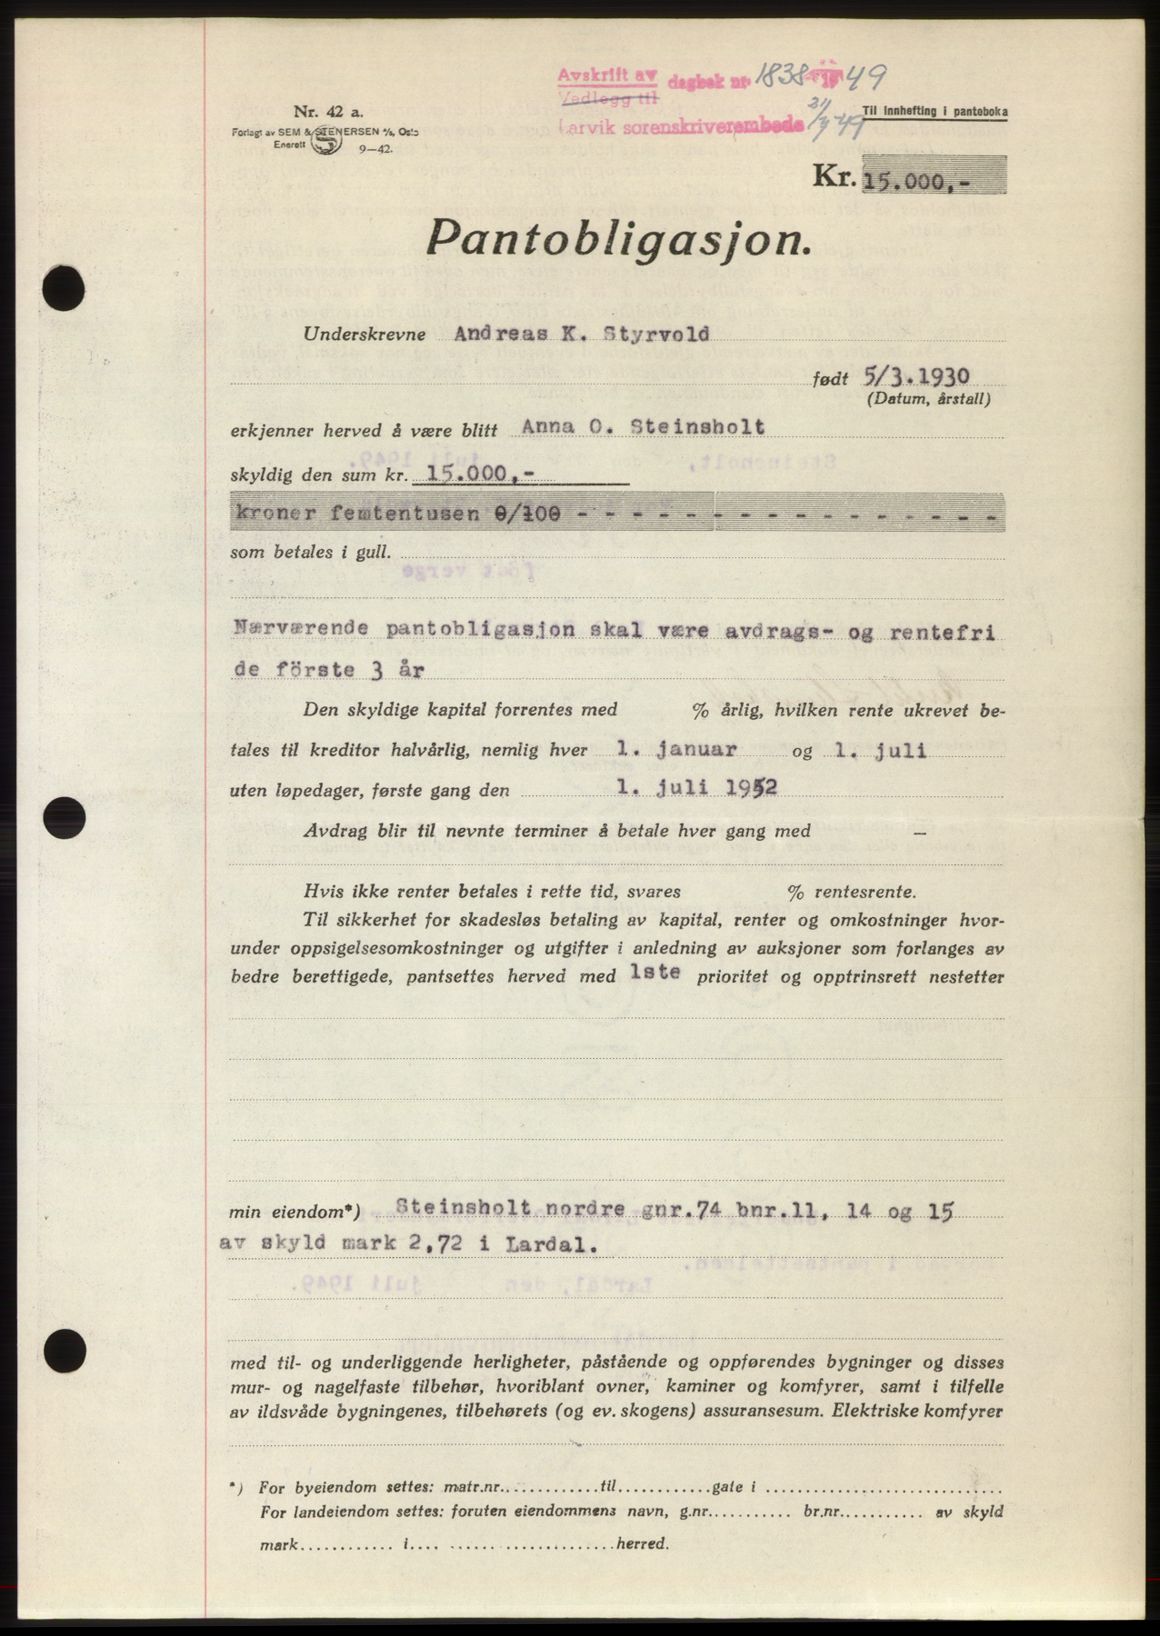 Avskrift av dagbok nr. 1838 1949
Vedlegg til
Larvik sorenskriverembede
Nr. 42 a.
Forlagt av SEM & STENERSEN A/S, Oslo
Enerett 9–42.
Til innhefting i pantoboka
Kr. 15.000,-
Pantobligasjon.
Underskrevne Andreas K. Styrvold
født 5/3.1930
(Datum, årstall)
erkjenner herved å være blitt Anna O. Steinsholt
skyldig den sum kr. 15.000,-
kroner femtentusen 0/100 - - - - - - - - - - - - - - - -
som betales i gull.
Nærværende pantobligasjon skal være avdrags- og rentefri
de förste 3 år
Den skyldige kapital forrentes med % årlig, hvilken rente ukrevet be-
tales til kreditor halvårlig, nemlig hver 1. januar og 1. juli
uten løpedager, første gang den 1. juli 1952
Avdrag blir til nevnte terminer å betale hver gang med —
Hvis ikke renter betales i rette tid, svares % rentesrente.
Til sikkerhet for skadesløs betaling av kapital, renter og omkostninger hvor-
under oppsigelsesomkostninger og utgifter i anledning av auksjoner som forlanges av
bedre berettigede, pantsettes herved med 1ste prioritet og opptrinsrett nestetter
min eiendom*) Steinsholt nordre gnr.74 bnr.11, 14 og 15
av skyld mark 2,72 i Lardal.
med til- og underliggende herligheter, påstående og oppførendes bygninger og disses
mur- og nagelfaste tilbehør, hvoriblant ovner, kaminer og komfyrer, samt i tilfelle
av ildsvåde bygningenes, tilbehørets (og ev. skogens) assuransesum. Elektriske komfyrer
*) For byeiendom settes: matr.nr..............til............gate i ..............................
For landeiendom settes: foruten eiendommens navn, g.nr........... br.nr........... av skyld
mark............ i.... .....................herred.